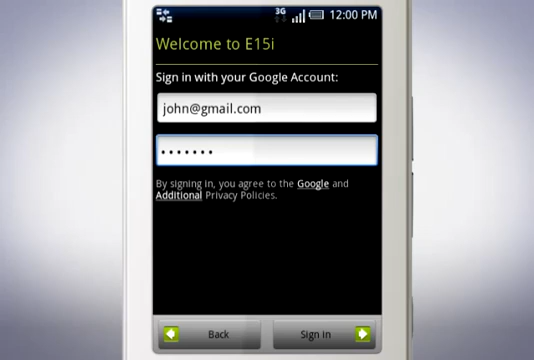 3G 12:00 PM
Welcome to E15i
Sign in with your Google Account:
john@gmail.com
•••••••
By signing in, you agree to the Google and
Additional Privacy Policies.
Back Sign in